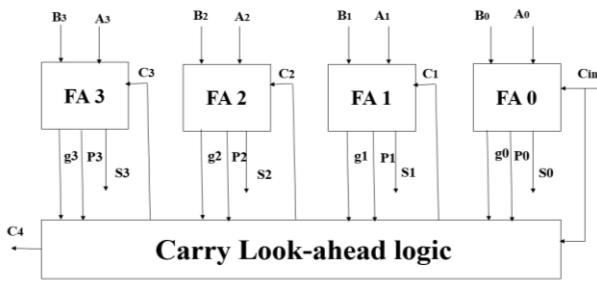 B3 A3 B2 A2 B1 A1 B0 A0
C3 C2 C1 Cin
FA 3 FA 2 FA 1 FA 0
g3 P3 g2 P2 g1 P1 g0 P0
S3 S2 S1 S0
C4
Carry Look-ahead logic